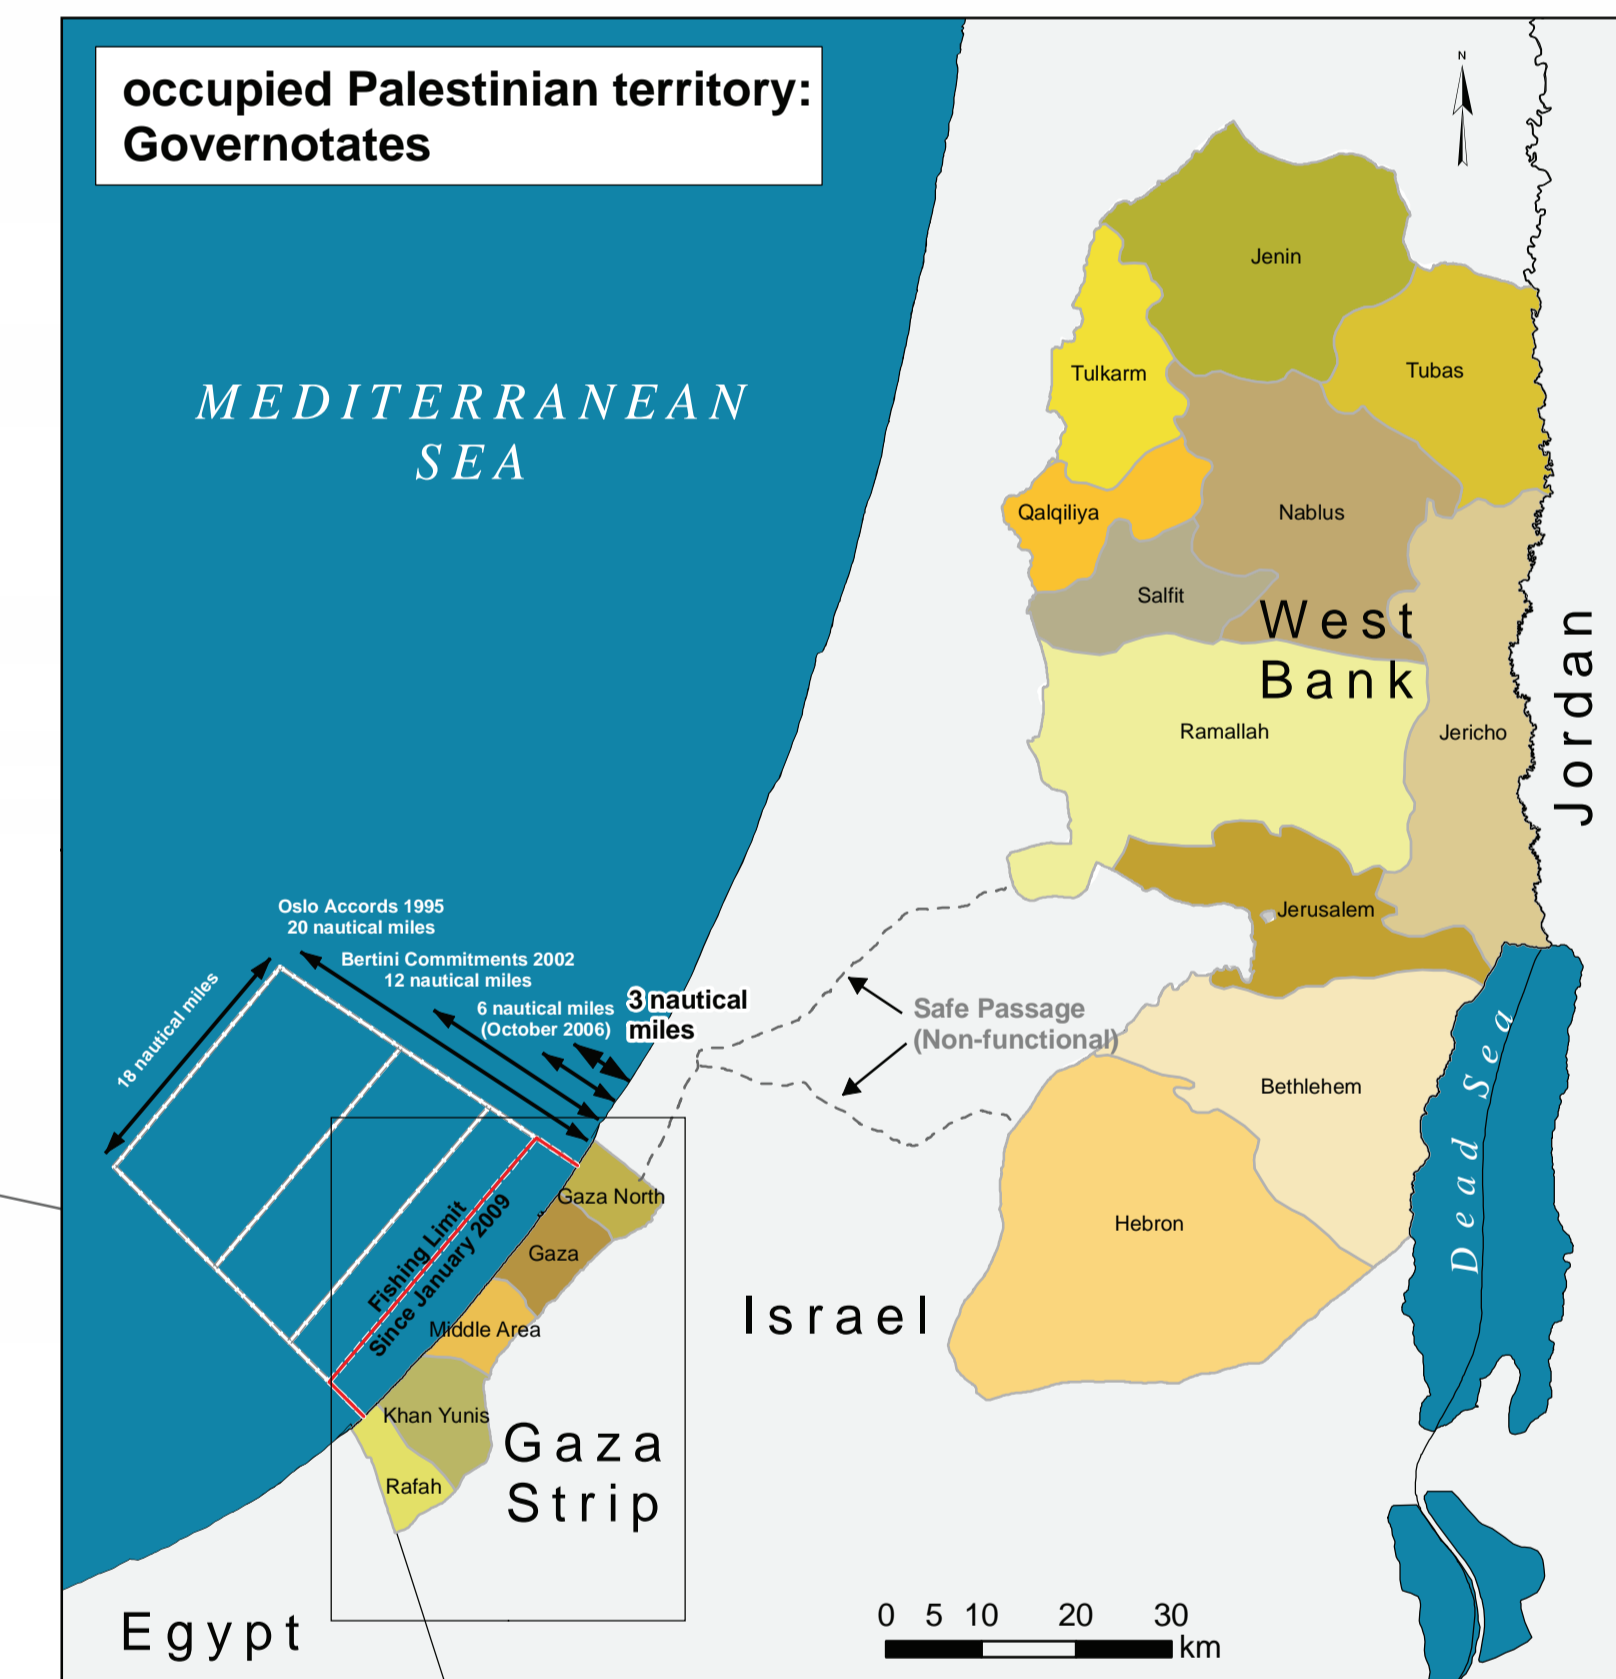 occupied Palestinian territory:
Governotates
N
MEDITERRANEAN
SEA
Jenin
Tubas
Tulkarm
Qalqiliya
Nablus
Salfit
West
Bank
Ramallah
Jericho
Jordan
Jerusalem
Oslo Accords 1995
20 nautical miles
Bertini Commitments 2002
12 nautical miles
6 nautical miles
(October 2006)
3 nautical
miles
18 nautical miles
Safe Passage
(Non-functional)
Bethlehem
Dead Sea
Hebron
Gaza North
Fishing Limit
Since January 2009
Gaza
Middle Area
Israel
Khan Yunis
Gaza
Strip
Rafah
Egypt
0 5 10 20 30
km